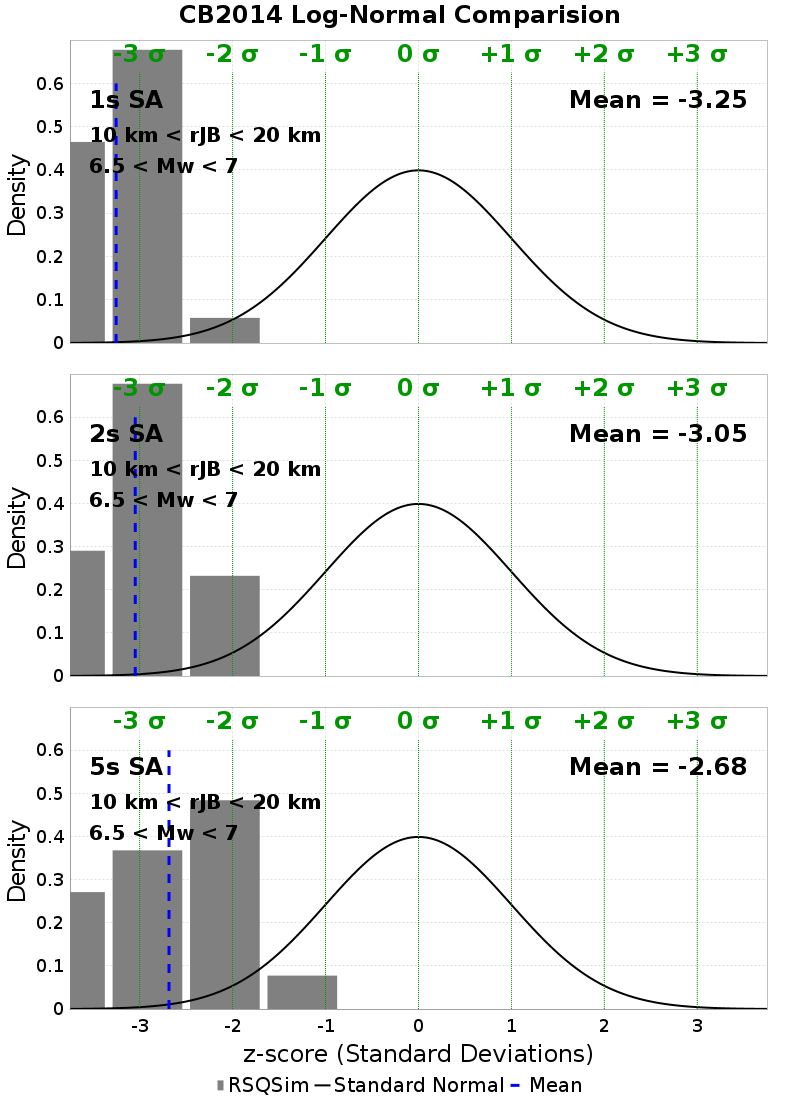 CB2014 Log-Normal Comparision
-3 σ -2 σ -1 σ 0 σ +1 σ +2 σ +3 σ
1s SA
Mean = -3.25
10 km < rJB < 20 km
6.5 < Mw < 7
0.6
0.5
0.4
0.3
0.2
0.1
0
Density
-3 σ -2 σ -1 σ 0 σ +1 σ +2 σ +3 σ
2s SA
Mean = -3.05
10 km < rJB < 20 km
6.5 < Mw < 7
0.6
0.5
0.4
0.3
0.2
0.1
0
Density
-3 σ -2 σ -1 σ 0 σ +1 σ +2 σ +3 σ
5s SA
Mean = -2.68
10 km < rJB < 20 km
6.5 < Mw < 7
0.6
0.5
0.4
0.3
0.2
0.1
0
Density
-3 -2 -1 0 1 2 3
z-score (Standard Deviations)
RSQSim Standard Normal Mean